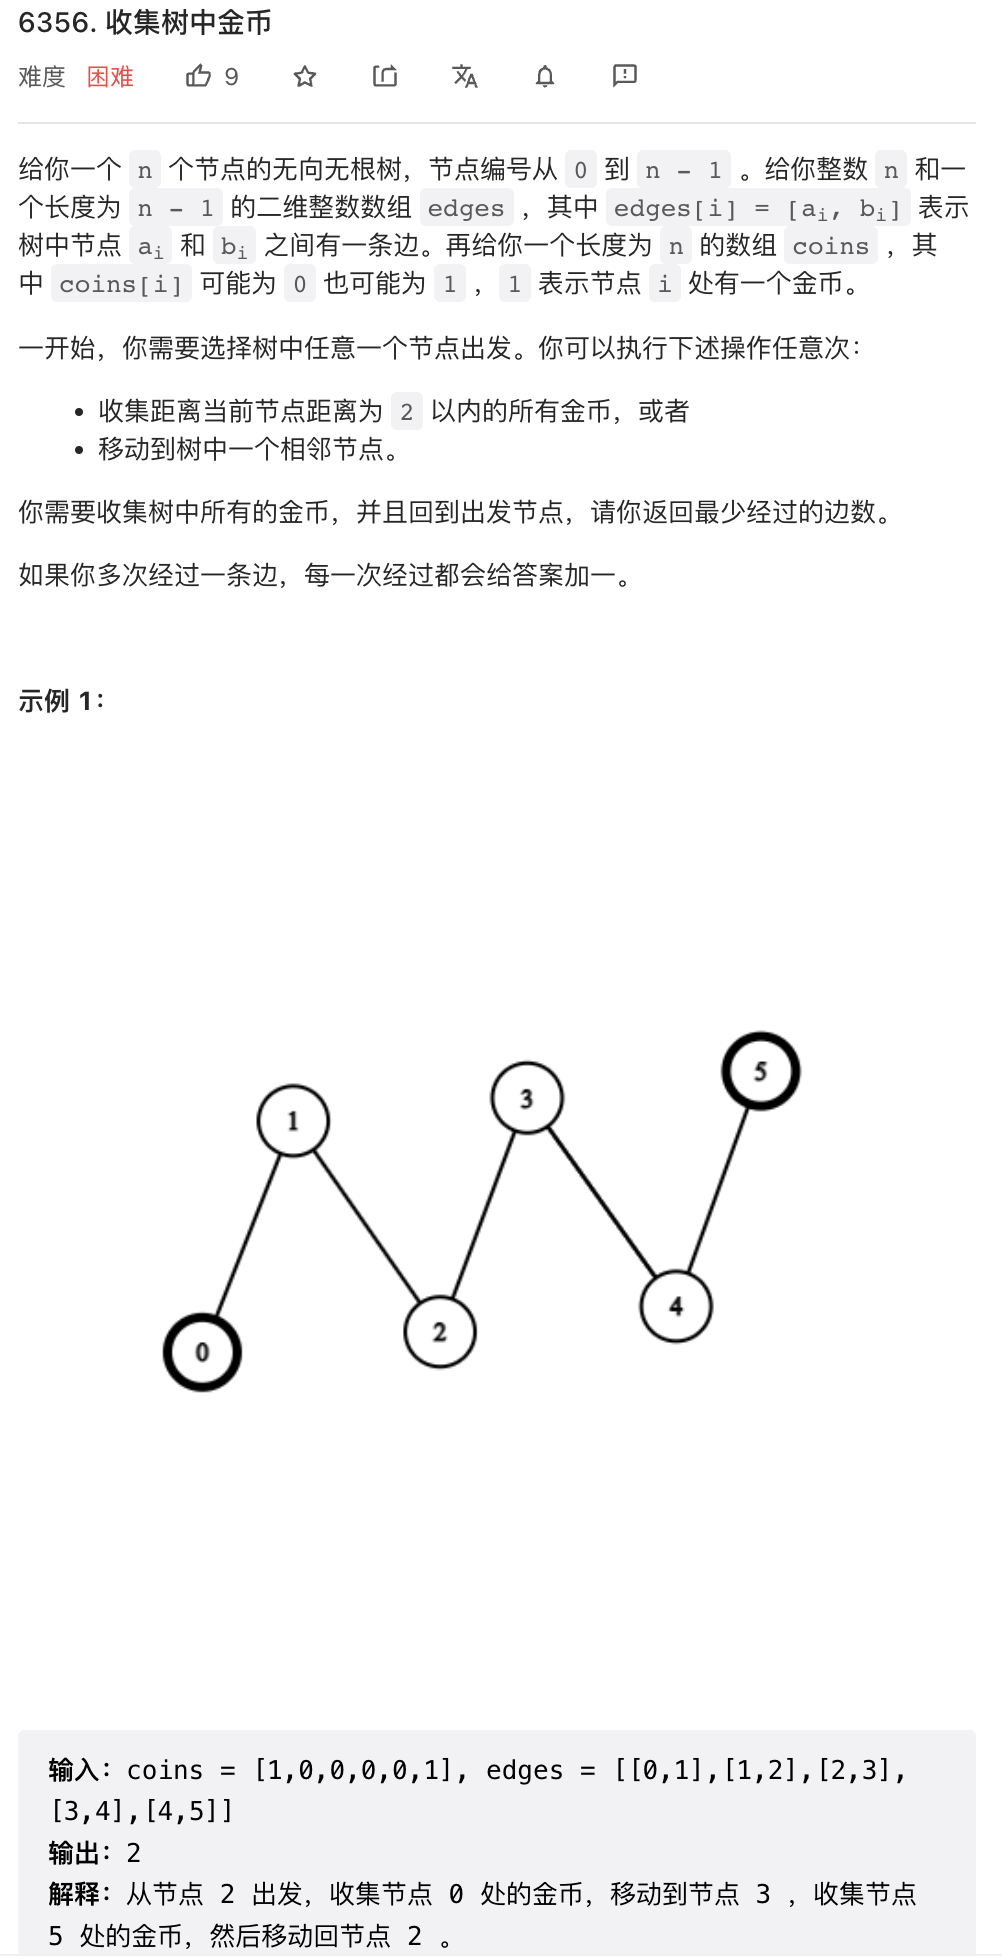 6356. 收集树中金币
难度 困难 9
给你一个 n 个节点的无向无根树，节点编号从 0 到 n - 1 。给你整数 n 和一
个长度为 n - 1 的二维整数数组 edges ，其中 edges[i] = [aᵢ, bᵢ] 表示
树中节点 aᵢ 和 bᵢ 之间有一条边。再给你一个长度为 n 的数组 coins ，其
中 coins[i] 可能为 0 也可能为 1 ，1 表示节点 i 处有一个金币。
一开始，你需要选择树中任意一个节点出发。你可以执行下述操作任意次：
• 收集距离当前节点距离为 2 以内的所有金币，或者
• 移动到树中一个相邻节点。
你需要收集树中所有的金币，并且回到出发节点，请你返回最少经过的边数。
如果你多次经过一条边，每一次经过都会给答案加一。
示例 1：
5
3
1
4
2
0
输入：coins = [1,0,0,0,0,1], edges = [[0,1],[1,2],[2,3],
[3,4],[4,5]]
输出：2
解释：从节点 2 出发，收集节点 0 处的金币，移动到节点 3 ，收集节点
5 处的金币，然后移动回节点 2 。